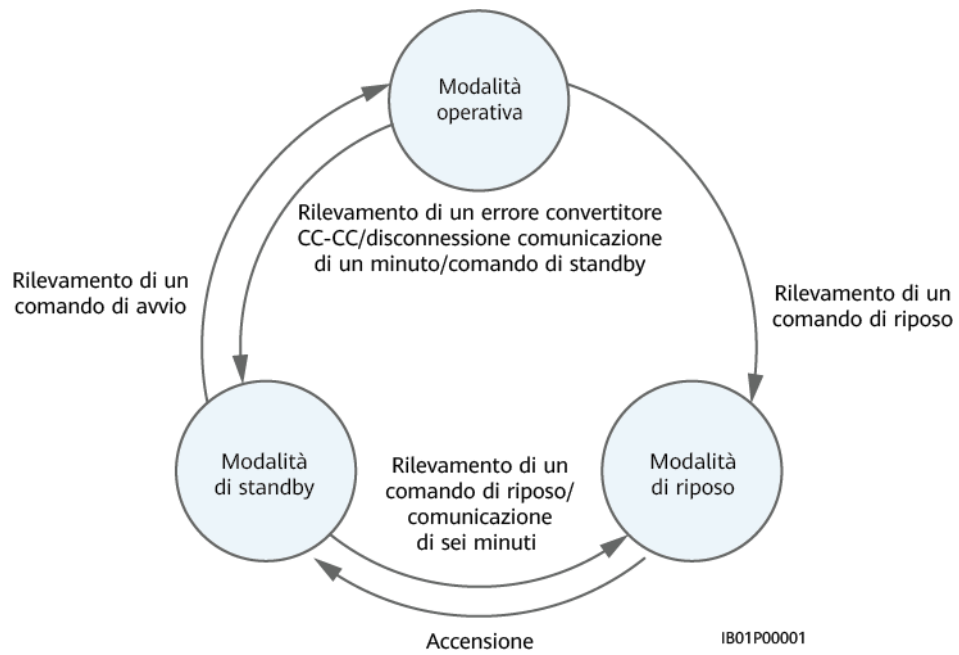 Modalità
operativa
Rilevamento di un errore convertitore
CC-CC/disconnessione comunicazione
di un minuto/comando di standby
Rilevamento di un
comando di avvio
Rilevamento di un
comando di riposo
Modalità
di standby
Rilevamento di un
comando di riposo/
comunicazione
di sei minuti
Modalità
di riposo
Accensione
IB01P00001